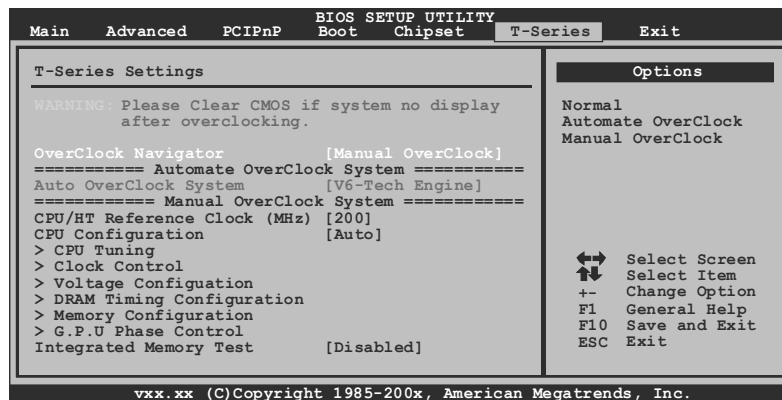 BIOS SETUP UTILITY
Main Advanced PCIPnP Boot Chipset T-Series Exit
T-Series Settings
WARNING: Please Clear CMOS if system no display
after overclocking.
OverClock Navigator [Manual OverClock]
=========== Automate OverClock System ===========
Auto OverClock System [V6-Tech Engine]
============ Manual OverClock System ============
CPU/HT Reference Clock (MHz) [200]
CPU Configuration [Auto]
> CPU Tuning
> Clock Control
> Voltage Configuation
> DRAM Timing Configuration
> Memory Configuration
> G.P.U Phase Control
Integrated Memory Test [Disabled]
Options
Normal
Automate OverClock
Manual OverClock
Select Screen
Select Item
+- Change Option
F1 General Help
F10 Save and Exit
ESC Exit
vxx.xx (C)Copyright 1985-200x, American Megatrends, Inc.